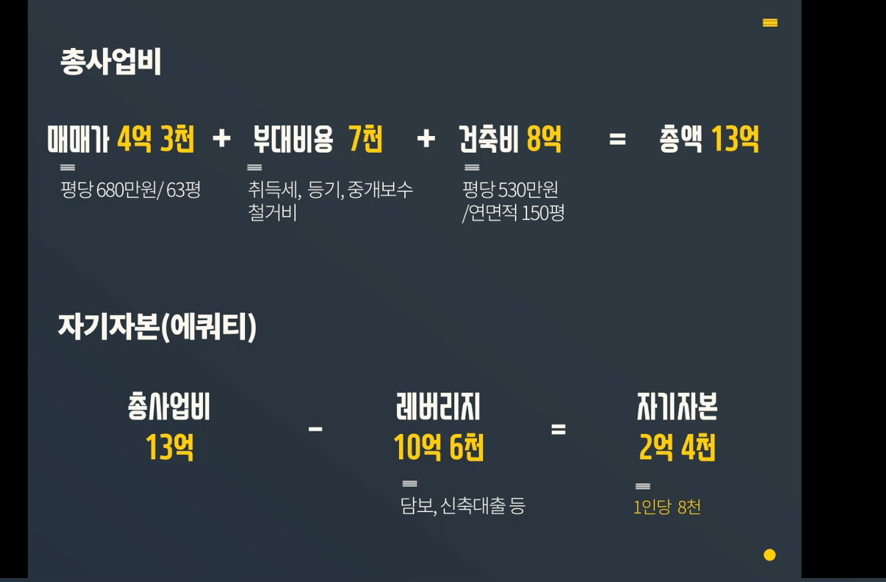 총사업비
매매가 4억 3천 + 부대비용 7천 + 건축비 8억 = 총액 13억
평당 680만원/ 63평
취득세, 등기, 중개보수
철거비
평당 530만원
/연면적 150평
자기자본(에쿼티)
총사업비 - 레버리지 = 자기자본
13억 10억 6천 2억 4천
담보, 신축대출 등
1인당 8천